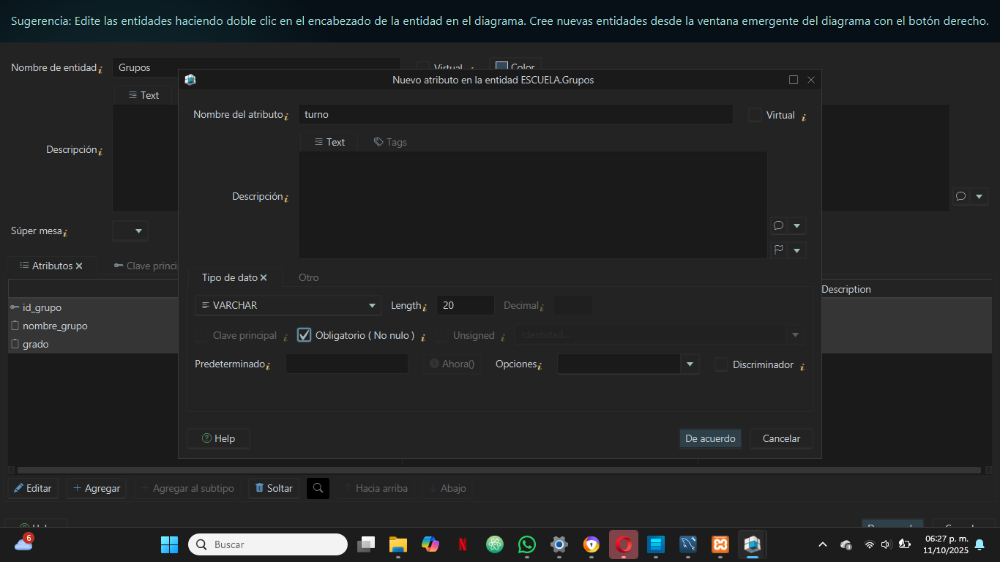 Sugerencia: Edite las entidades haciendo doble clic en el encabezado de la entidad en el diagrama. Cree nuevas entidades desde la ventana emergente del diagrama con el botón derecho.
Nombre de entidad Grupos Virtual Color
Text
Descripción
Súper mesa
Atributos Clave princi
Description
id_grupo
nombre_grupo
grado
Nuevo atributo en la entidad ESCUELA.Grupos
Nombre del atributo turno Virtual
Text Tags
Descripción
Tipo de dato Otro
VARCHAR Length 20 Decimal
Clave principal Obligatorio ( No nulo ) Unsigned Identidad...
Predeterminado Ahora() Opciones Discriminador
Help De acuerdo Cancelar
Editar Agregar Agregar al subtipo Soltar Hacia arriba Abajo
6
Buscar
06:27 p. m.
11/10/2025